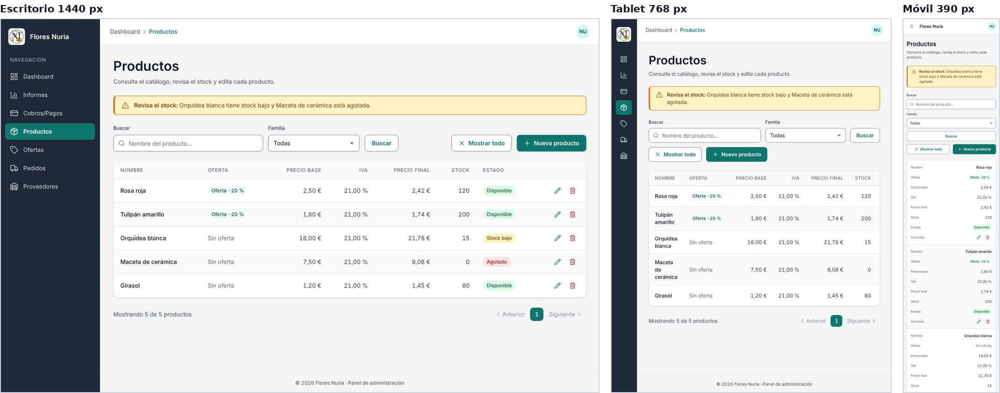 Escritorio 1440 px
Flores Nuria
NAVEGACIÓN
Dashboard
Informes
Cobros/Pagos
Productos
Ofertas
Pedidos
Proveedores
Dashboard › Productos
NU
Productos
Consulta el catálogo, revisa el stock y edita cada producto.
Revisa el stock: Orquídea blanca tiene stock bajo y Maceta de cerámica está agotada.
Buscar Familia
Nombre del producto... Todas Buscar Mostrar todo Nuevo producto
NOMBRE OFERTA PRECIO BASE IVA PRECIO FINAL STOCK ESTADO
Rosa roja Oferta -20 % 2,50 € 21,00 % 2,42 € 120 Disponible
Tulipán amarillo Oferta -20 % 1,80 € 21,00 % 1,74 € 200 Disponible
Orquídea blanca Sin oferta 18,00 € 21,00 % 21,78 € 15 Stock bajo
Maceta de cerámica Sin oferta 7,50 € 21,00 % 9,08 € 0 Agotado
Girasol Sin oferta 1,20 € 21,00 % 1,45 € 80 Disponible
Mostrando 5 de 5 productos ‹ Anterior 1 Siguiente ›
© 2026 Flores Nuria · Panel de administración
Tablet 768 px
Dashboard › Productos
NU
Productos
Consulta el catálogo, revisa el stock y edita cada producto.
Revisa el stock: Orquídea blanca tiene stock bajo y Maceta de cerámica está
agotada.
Buscar Familia
Nombre del producto... Todas Buscar
Mostrar todo Nuevo producto
NOMBRE OFERTA PRECIO BASE IVA PRECIO FINAL STOCK
Rosa roja Oferta -20 % 2,50 € 21,00 % 2,42 € 120
Tulipán
amarillo Oferta -20 % 1,80 € 21,00 % 1,74 € 200
Orquídea
blanca Sin oferta 18,00 € 21,00 % 21,78 € 15
Maceta
de
cerámica Sin oferta 7,50 € 21,00 % 9,08 € 0
Girasol Sin oferta 1,20 € 21,00 % 1,45 € 80
Mostrando 5 de 5 productos ‹ Anterior 1 Siguiente ›
© 2026 Flores Nuria · Panel de administración
Móvil 390 px
Flores Nuria NU
Productos
Consulta el catálogo, revisa el stock y edita cada
producto.
Revisa el stock: Orquídea blanca tiene
stock bajo y Maceta de cerámica está
agotada.
Buscar
Nombre del producto...
Familia
Todas
Buscar
Mostrar todo Nuevo producto
Nombre Rosa roja
Oferta Oferta -20 %
Precio base 2,50 €
IVA 21,00 %
Precio final 2,42 €
Stock 120
Estado Disponible
Acciones
Nombre Tulipán amarillo
Oferta Oferta -20 %
Precio base 1,80 €
IVA 21,00 %
Precio final 1,74 €
Stock 200
Estado Disponible
Acciones
Nombre Orquídea blanca
Oferta Sin oferta
Precio base 18,00 €
IVA 21,00 %
Precio final 21,78 €
Stock 15